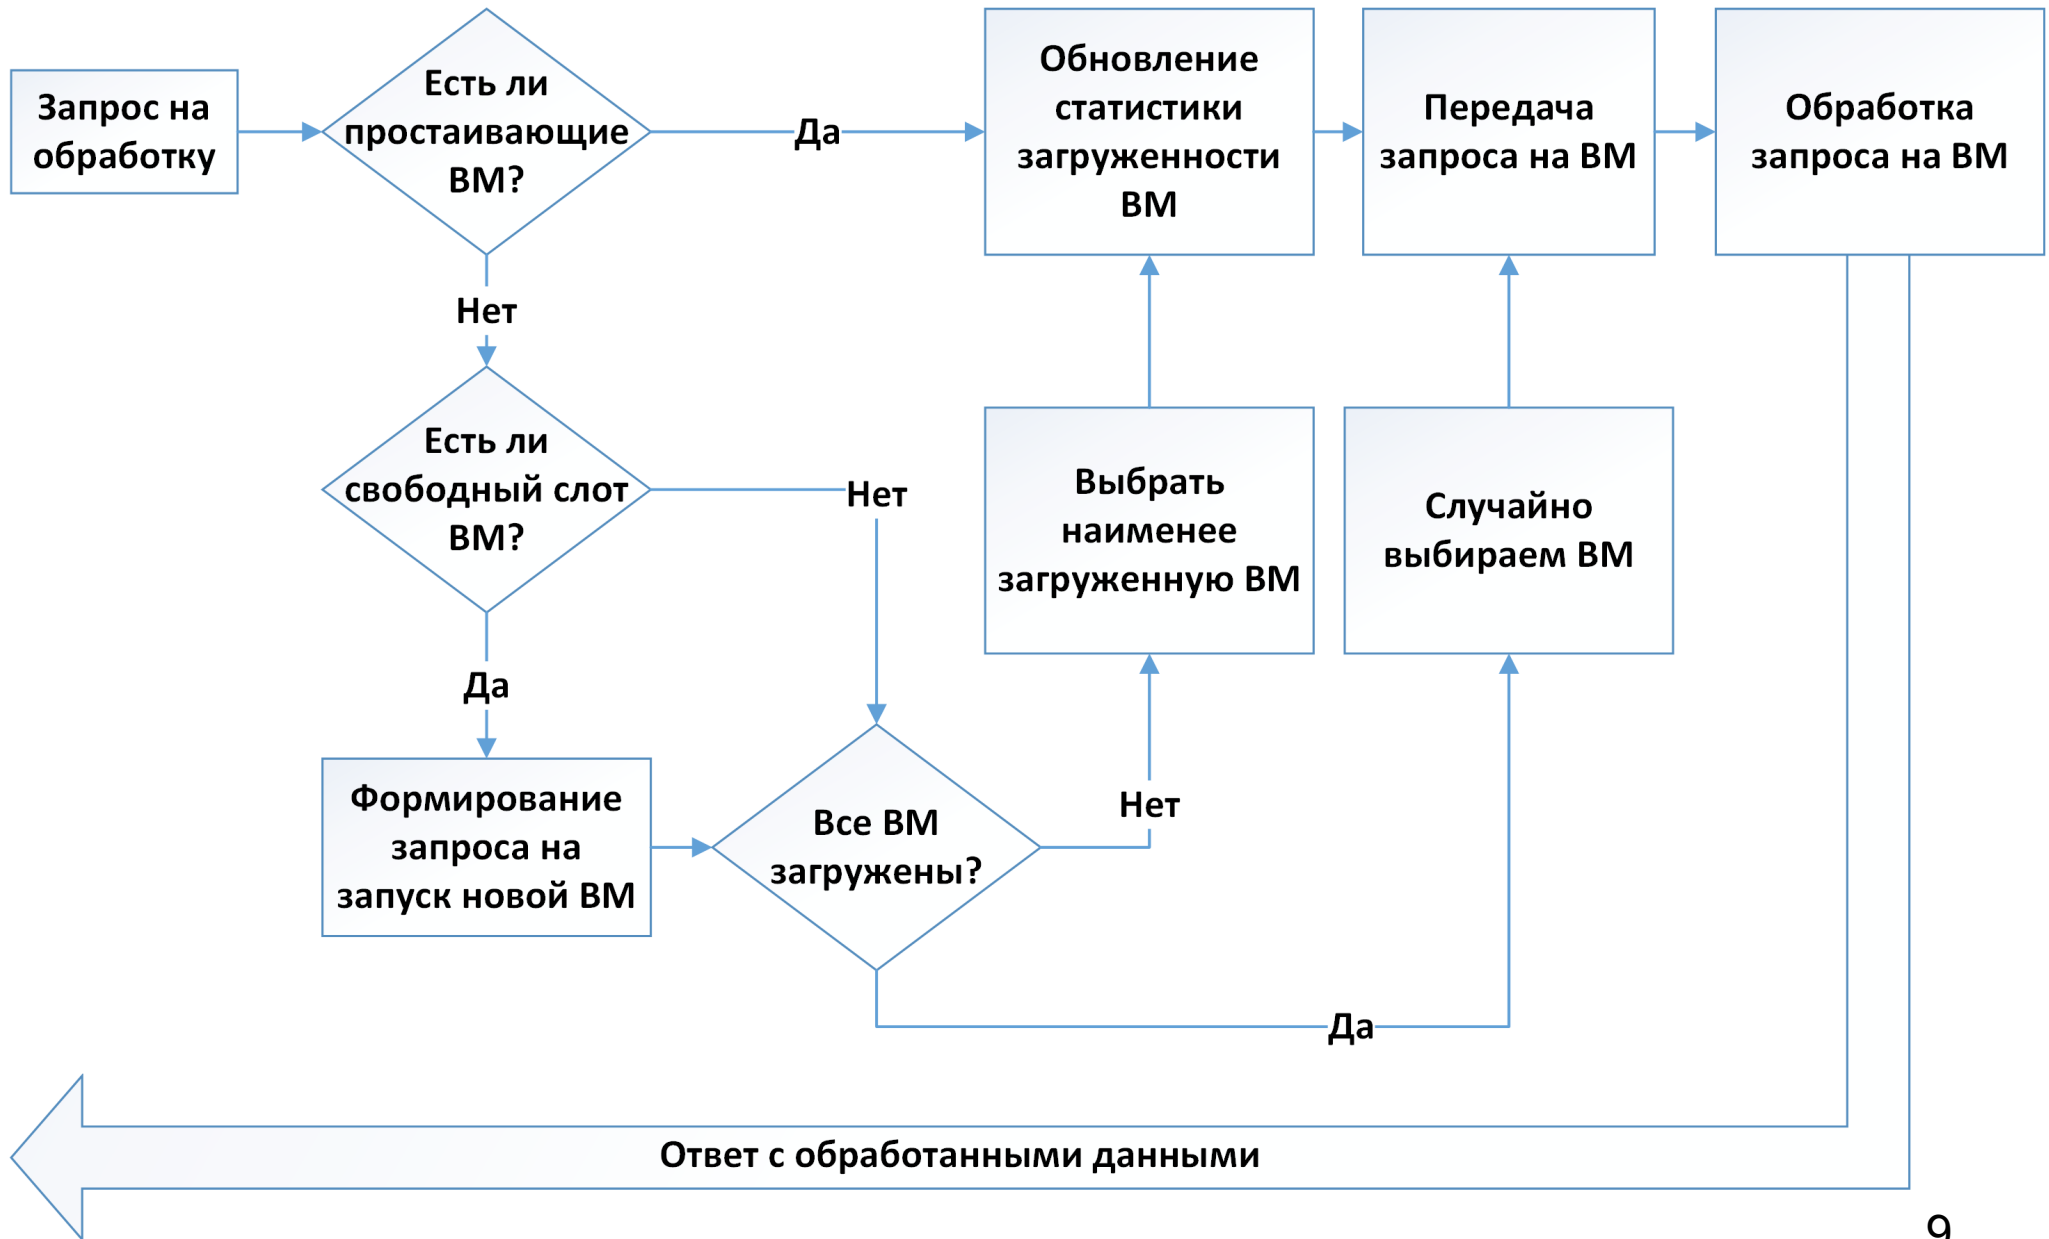 Запрос на
обработку
Есть ли
простаивающие
ВМ?
Да
Обновление
статистики
загруженности
ВМ
Передача
запроса на ВМ
Обработка
запроса на ВМ
Нет
Есть ли
свободный слот
ВМ?
Нет
Выбрать
наименее
загруженную ВМ
Случайно
выбираем ВМ
Да
Формирование
запроса на
запуск новой ВМ
Все ВМ
загружены?
Нет
Да
Ответ с обработанными данными
9